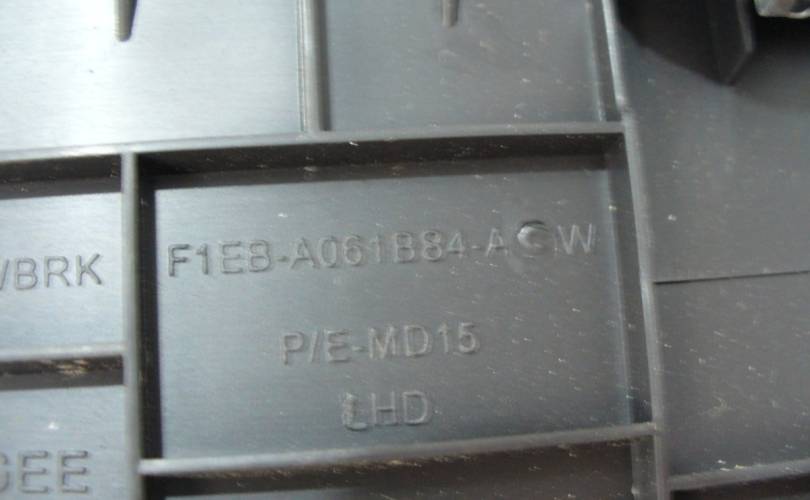 /BRK
F1EB-A061B84-ACW
P/E-MD15
LHD
GEE